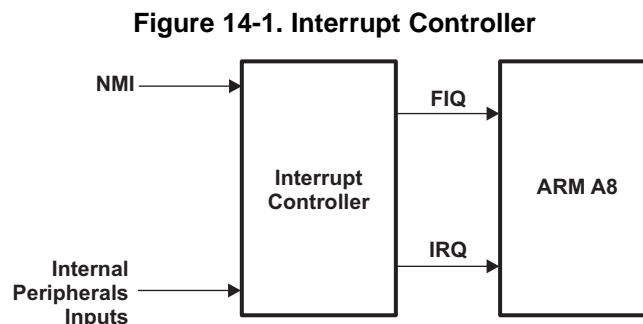 Figure 14-1. Interrupt Controller
NMI
FIQ
Interrupt
Controller
ARM A8
IRQ
Internal
Peripherals
Inputs